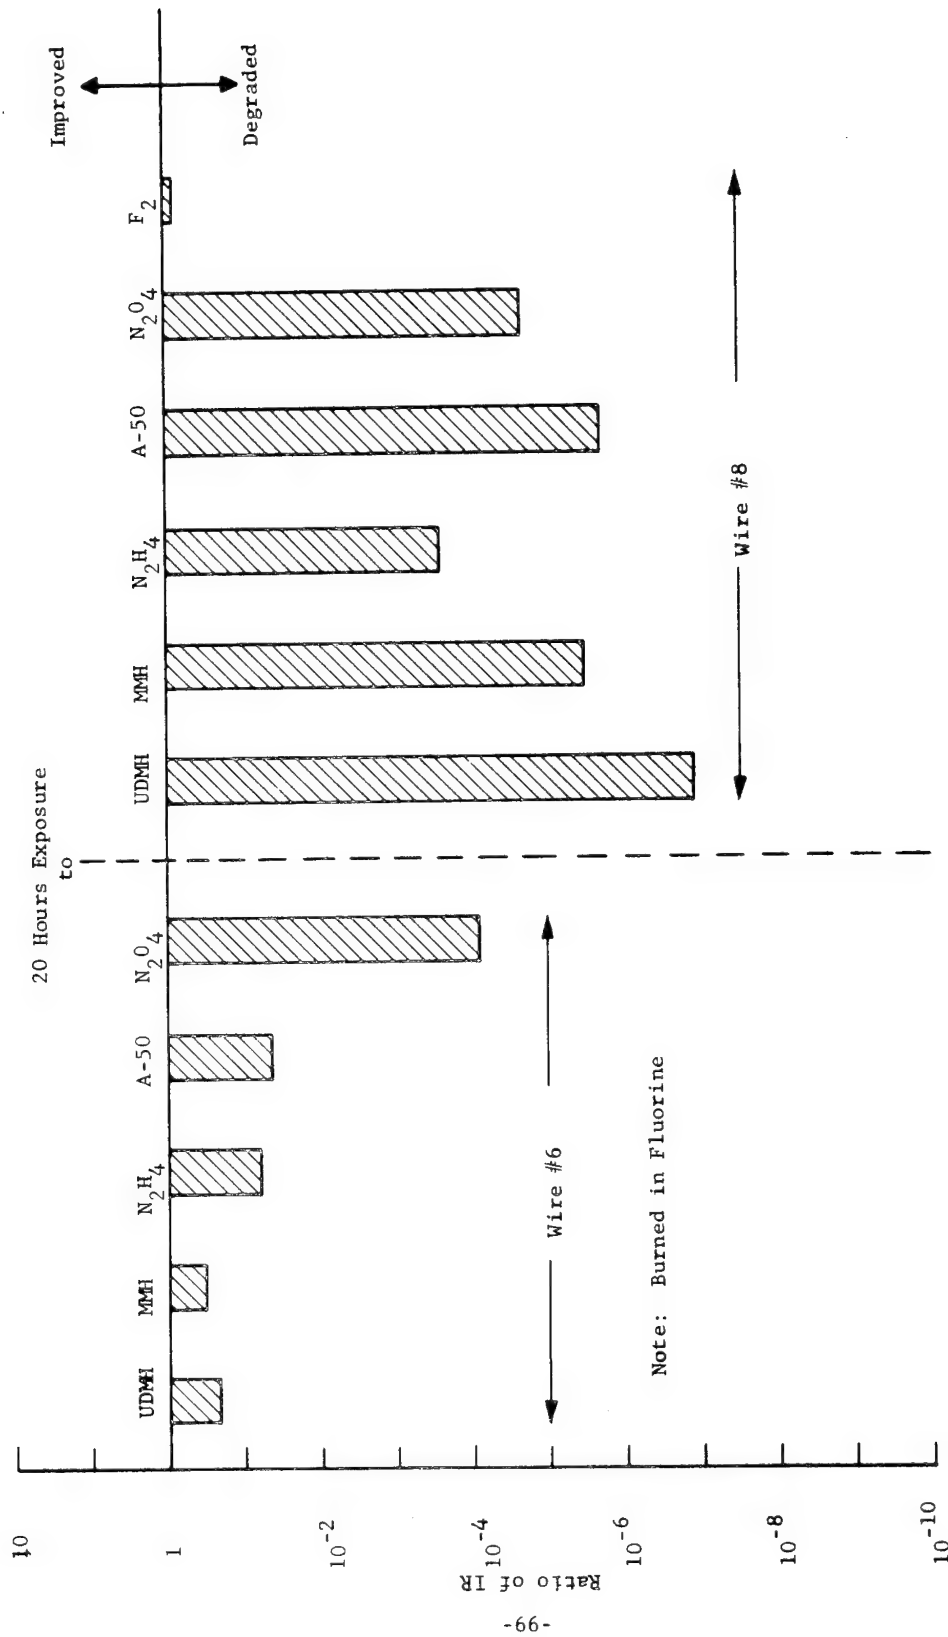 20 Hours Exposure
to
Improved
Degraded
UDMH
MMH
N2H4
A-50
N2O4
UDMH
MMH
N2H4
A-50
N2O4
F2
Wire #6
Wire #8
Note: Burned in Fluorine
Ratio of IR
10
1
10-2
10-4
10-6
10-8
10-10
-99-